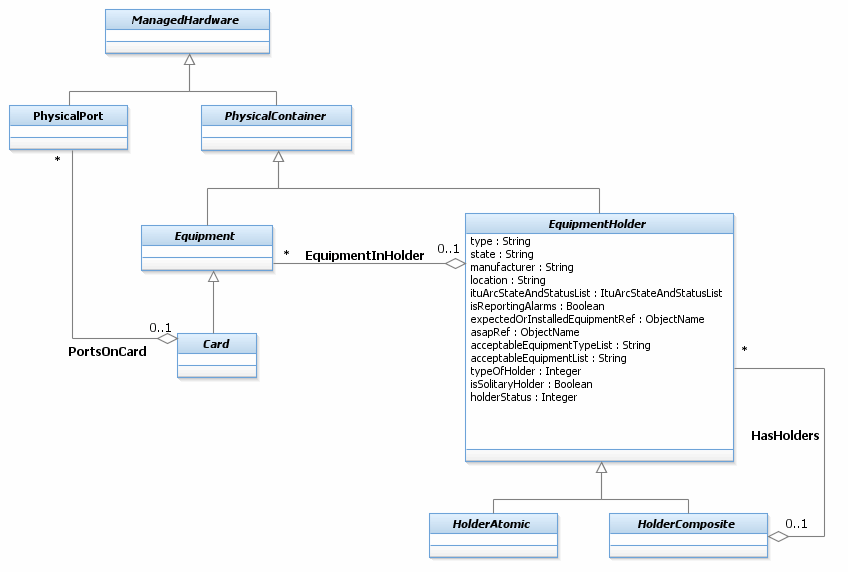 ManagedHardware
PhysicalPort
PhysicalContainer
*
Equipment
* EquipmentInHolder 0..1
EquipmentHolder
type : String
state : String
manufacturer : String
location : String
ituArcStateAndStatusList : ItuArcStateAndStatusList
isReportingAlarms : Boolean
expectedOrInstalledEquipmentRef : ObjectName
asapRef : ObjectName
acceptableEquipmentTypeList : String
acceptableEquipmentList : String
typeOfHolder : Integer
isSolitaryHolder : Boolean
holderStatus : Integer
0..1
PortsOnCard
Card
*
HasHolders
0..1
HolderAtomic
HolderComposite